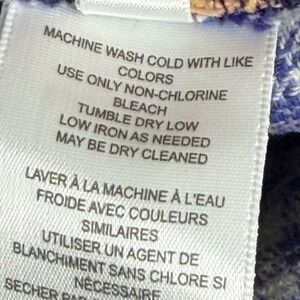 MACHINE WASH COLD WITH LIKE
COLORS
USE ONLY NON-CHLORINE
BLEACH
TUMBLE DRY LOW
LOW IRON AS NEEDED
MAY BE DRY CLEANED
LAVER À LA MACHINE À L'EAU
FROIDE AVEC COULEURS
SIMILAIRES
UTILISER UN AGENT DE
BLANCHIMENT SANS CHLORE SI
NÉCESSAIRE
SÉCHER PAR